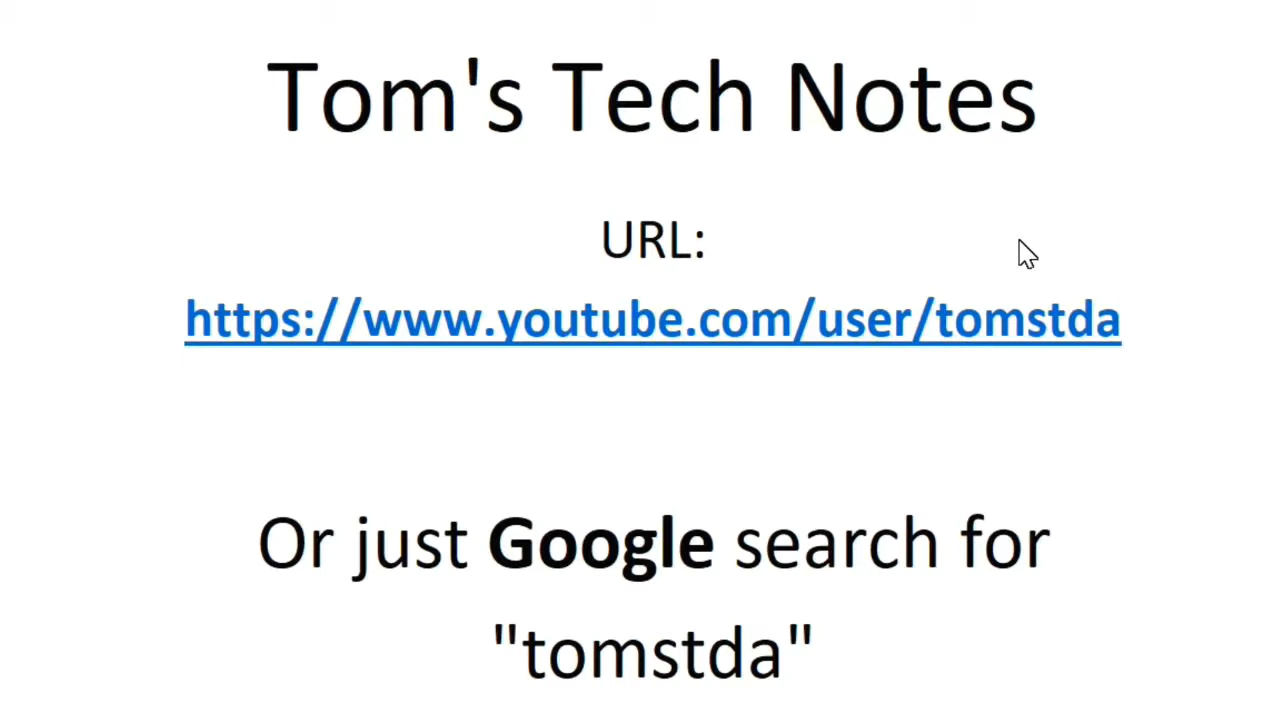 Tom's Tech Notes
URL:
https://www.youtube.com/user/tomstda
Or just Google search for
"tomstda"